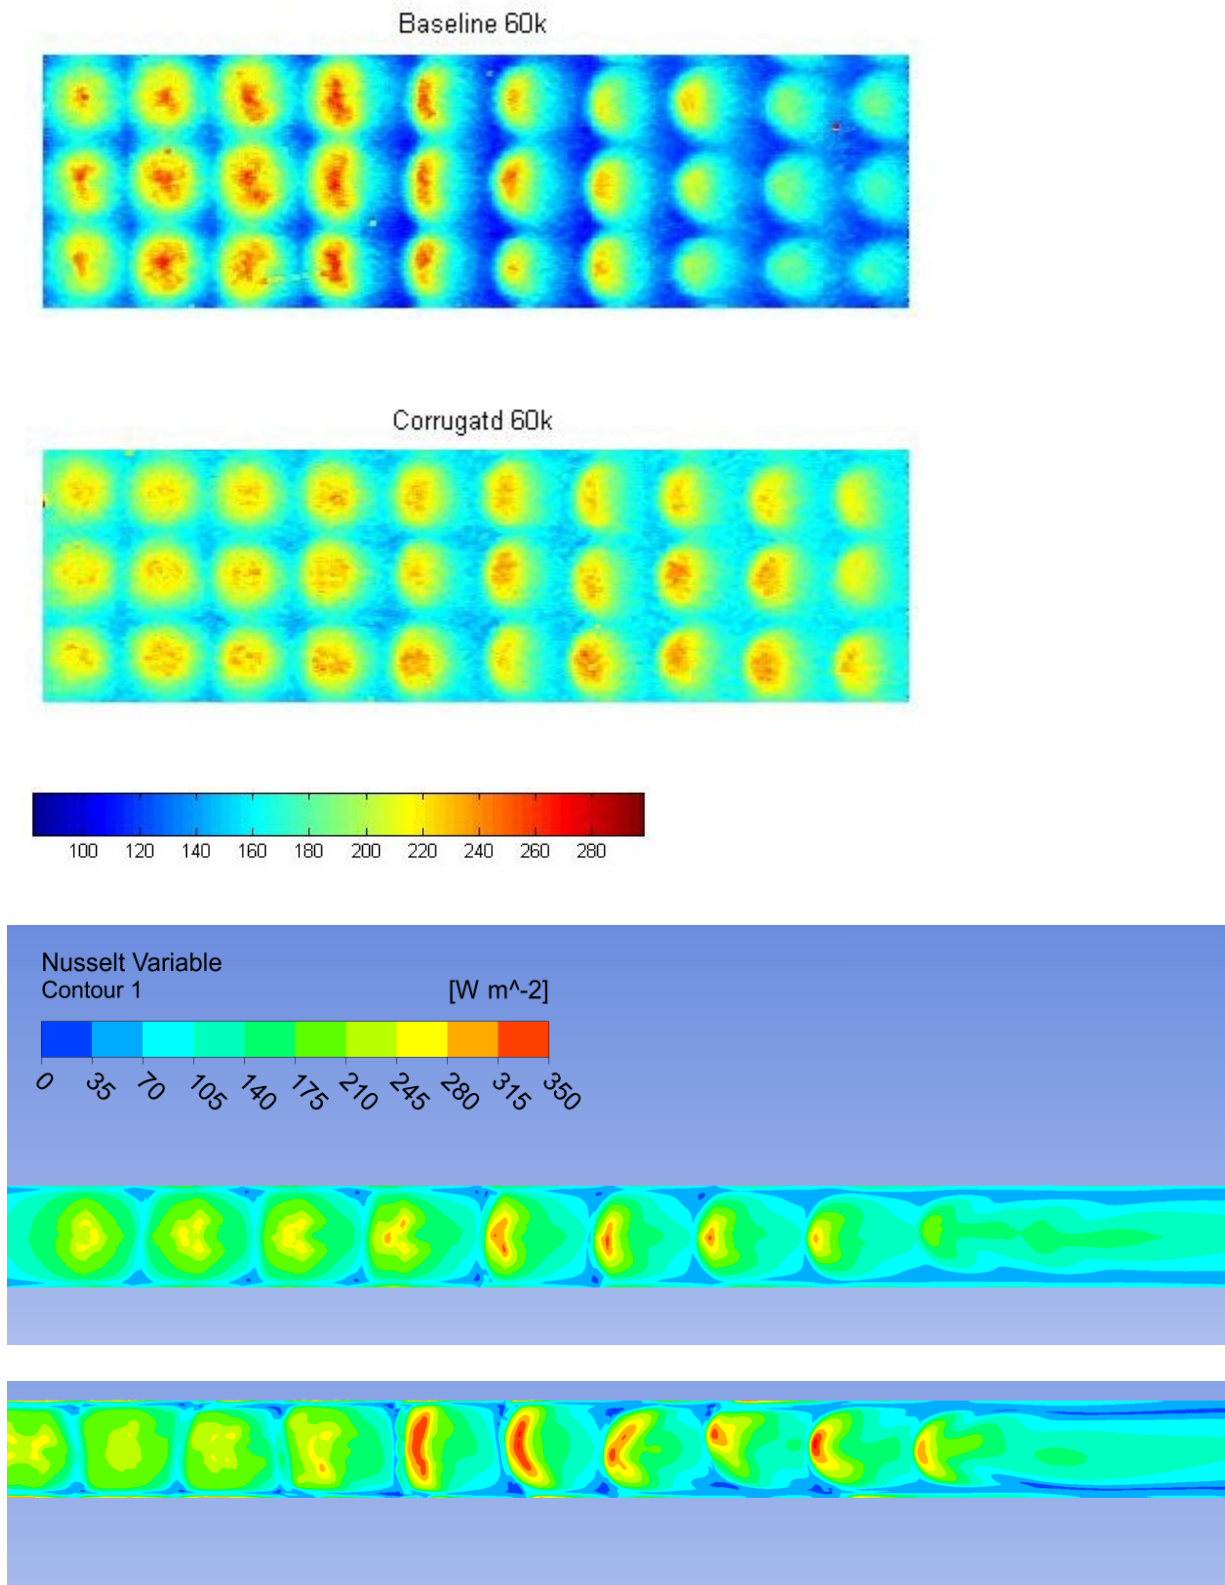 Baseline 60k
Corrugatd 60k
100 120 140 160 180 200 220 240 260 280
Nusselt Variable
Contour 1 [W m^-2]
0 35 70 105 140 175 210 245 280 315 350